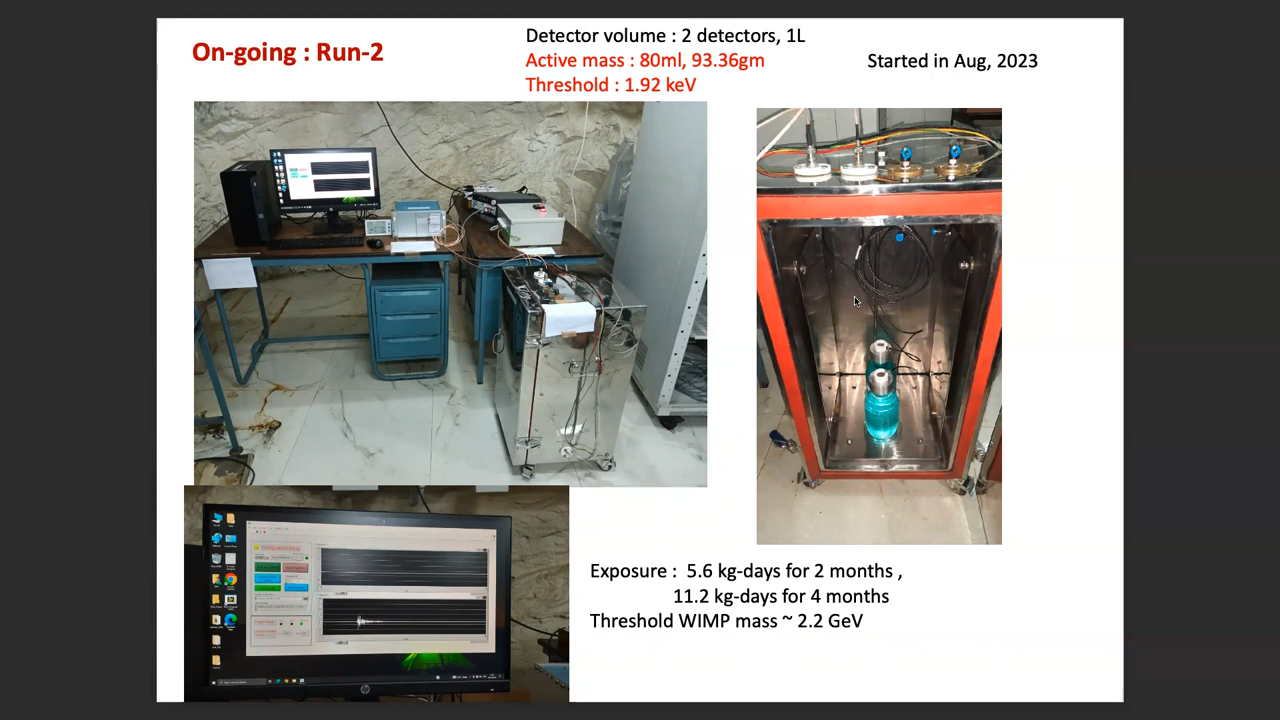 On-going : Run-2
Detector volume : 2 detectors, 1L
Active mass : 80ml, 93.36gm
Threshold : 1.92 keV
Started in Aug, 2023
Exposure : 5.6 kg-days for 2 months ,
11.2 kg-days for 4 months
Threshold WIMP mass ~ 2.2 GeV